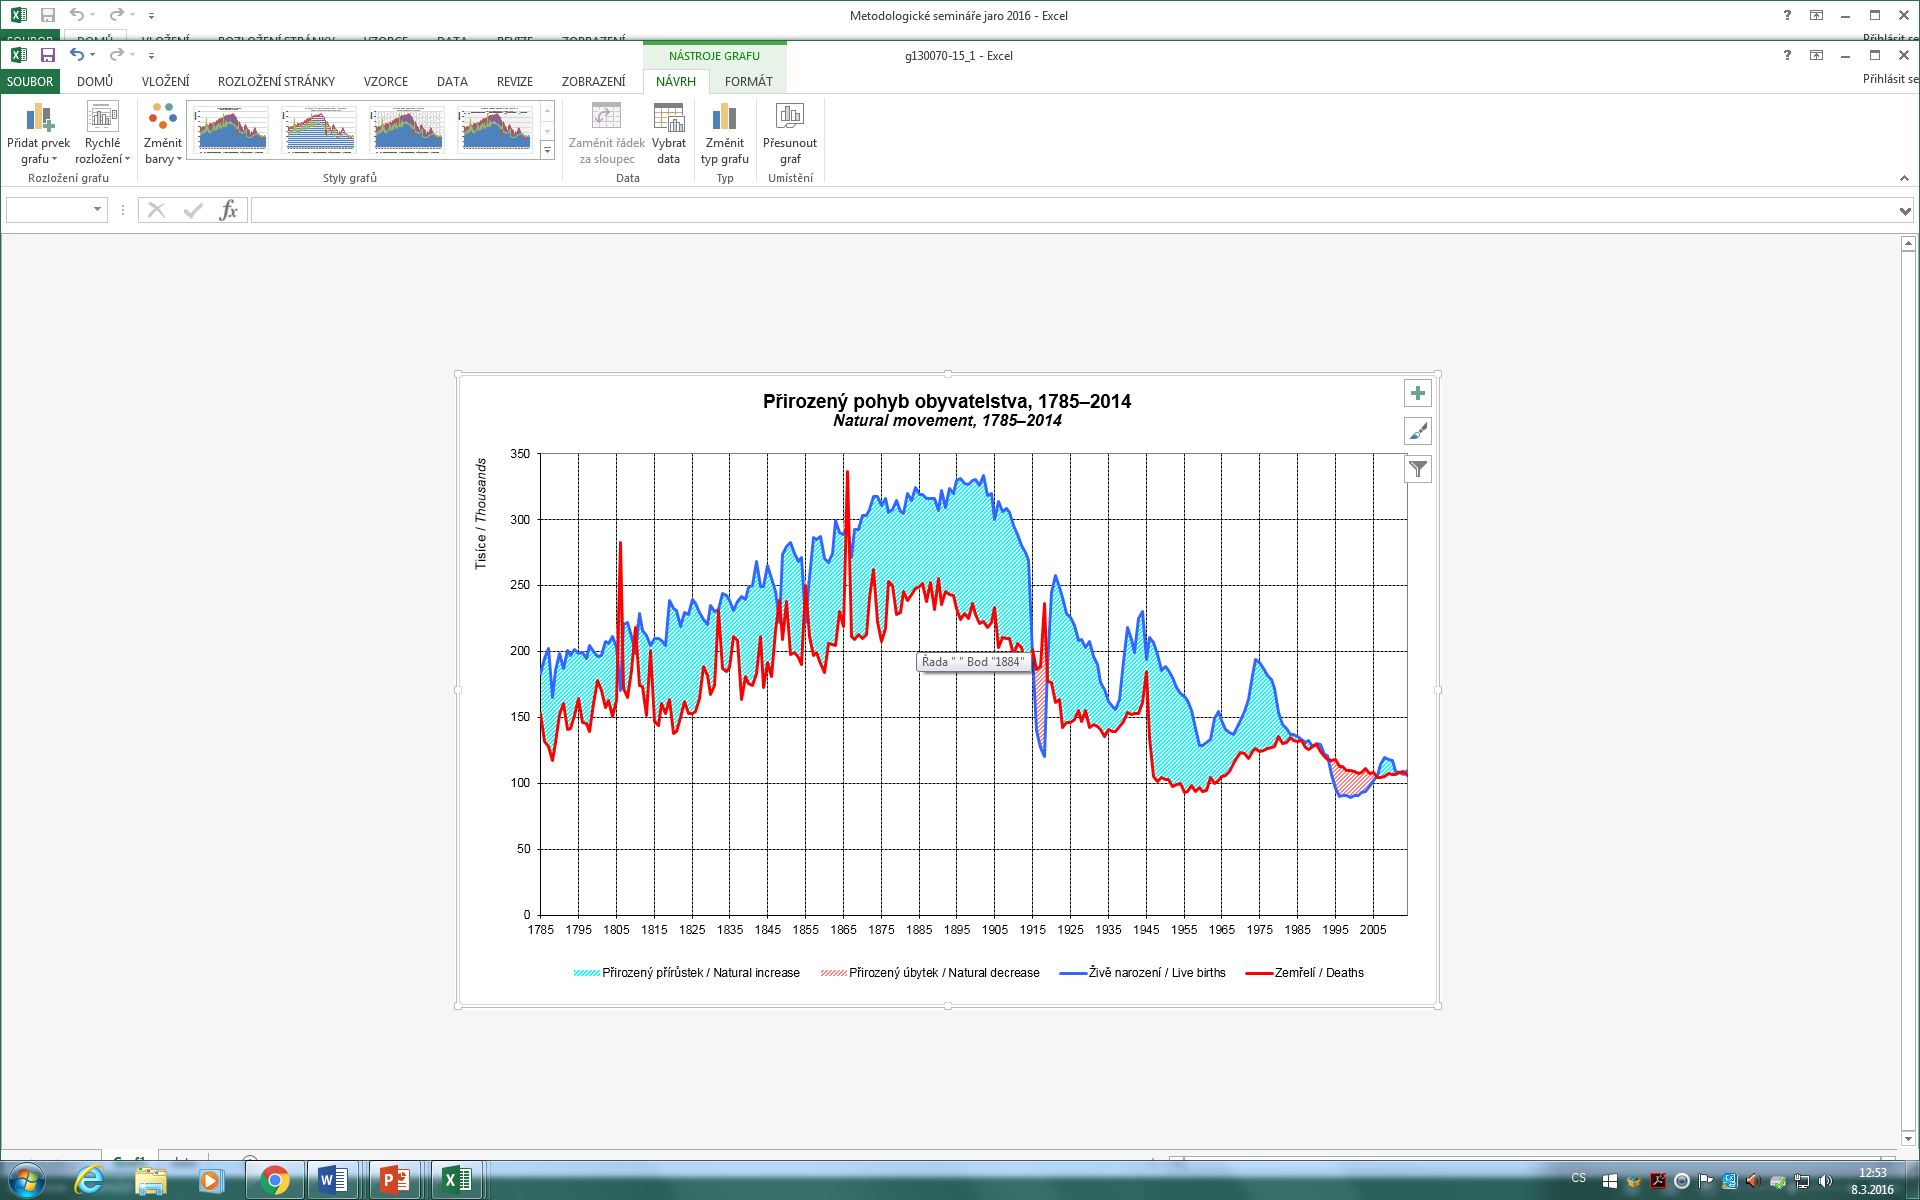 Metodologické semináře jaro 2016 - Excel
Přihlásit se
g130070-15_1 - Excel
NÁSTROJE GRAFU
SOUBOR DOMŮ VLOŽENÍ ROZLOŽENÍ STRÁNKY VZORCE DATA REVIZE ZOBRAZENÍ NÁVRH FORMÁT
Přihlásit se
Přidat prvek grafu
Rychlé rozložení
Změnit barvy
Zaměnit řádek za sloupec
Vybrat data
Změnit typ grafu
Přesunout graf
Rozložení grafu
Styly grafů
Data
Typ
Umístění
fx
Přirozený pohyb obyvatelstva, 1785–2014
Natural movement, 1785–2014
Tisíce / Thousands
350
300
250
200
150
100
50
0
Řada " " Bod "1884"
1785 1795 1805 1815 1825 1835 1845 1855 1865 1875 1885 1895 1905 1915 1925 1935 1945 1955 1965 1975 1985 1995 2005
Přirozený přírůstek / Natural increase
Přirozený úbytek / Natural decrease
Živě narození / Live births
Zemřelí / Deaths
CS
12:53
8.3.2016